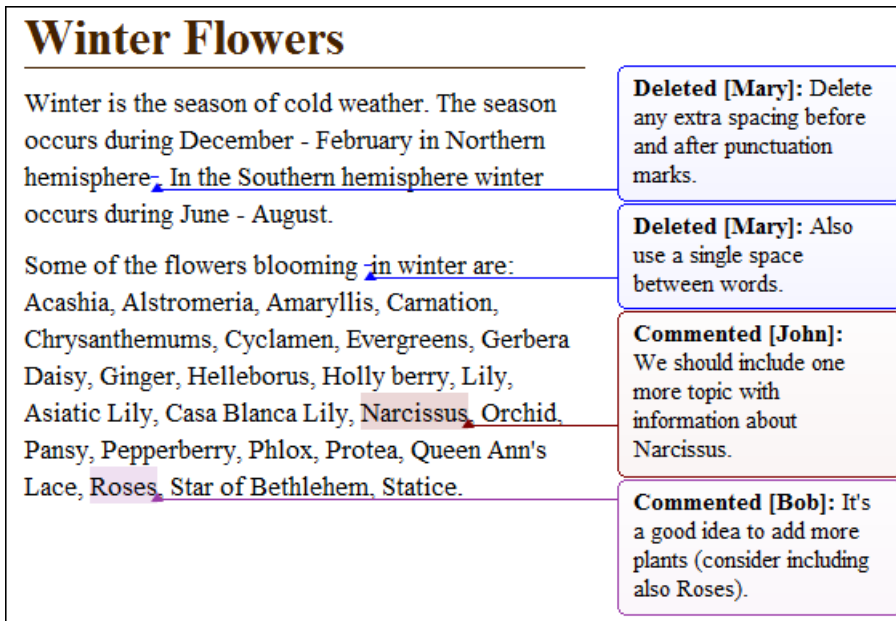 Winter Flowers
Winter is the season of cold weather. The season
occurs during December - February in Northern
hemisphere . In the Southern hemisphere winter
occurs during June - August.
Some of the flowers blooming  in winter are:
Acashia, Alstromeria, Amaryllis, Carnation,
Chrysanthemums, Cyclamen, Evergreens, Gerbera
Daisy, Ginger, Helleborus, Holly berry, Lily,
Asiatic Lily, Casa Blanca Lily, Narcissus, Orchid,
Pansy, Pepperberry, Phlox, Protea, Queen Ann's
Lace, Roses, Star of Bethlehem, Statice.
Deleted [Mary]: Delete
any extra spacing before
and after punctuation
marks.
Deleted [Mary]: Also
use a single space
between words.
Commented [John]:
We should include one
more topic with
information about
Narcissus.
Commented [Bob]: It's
a good idea to add more
plants (consider including
also Roses).